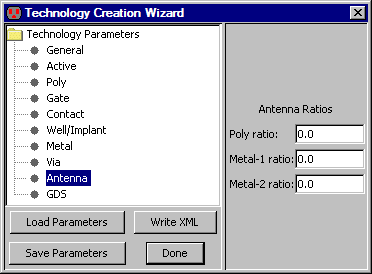 Technology Creation Wizard
Technology Parameters
General
Active
Poly
Gate
Contact
Well/Implant
Metal
Via
Antenna
GDS
Load Parameters
Write XML
Save Parameters
Done
Antenna Ratios
Poly ratio: 0.0
Metal-1 ratio: 0.0
Metal-2 ratio: 0.0